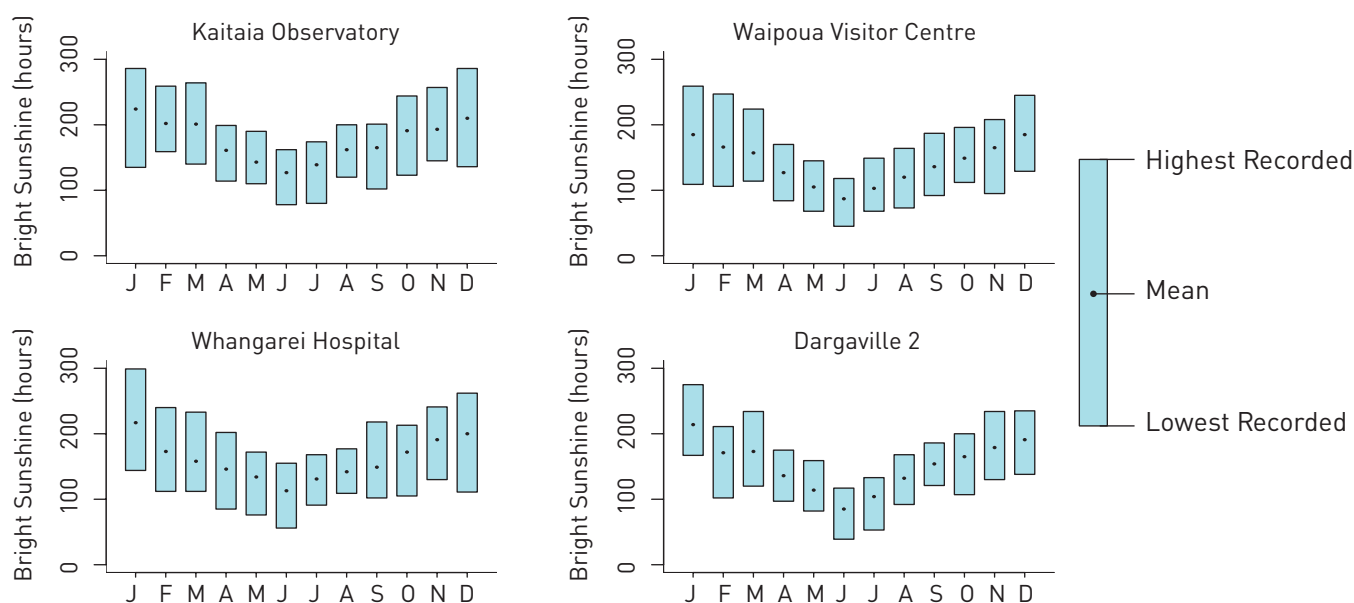 Kaitaia Observatory
Bright Sunshine (hours)
300
200
100
0
J F M A M J J A S O N D
Waipoua Visitor Centre
Bright Sunshine (hours)
300
200
100
0
J F M A M J J A S O N D
Whangarei Hospital
Bright Sunshine (hours)
300
200
100
0
J F M A M J J A S O N D
Dargaville 2
Bright Sunshine (hours)
300
200
100
0
J F M A M J J A S O N D
Highest Recorded
Mean
Lowest Recorded